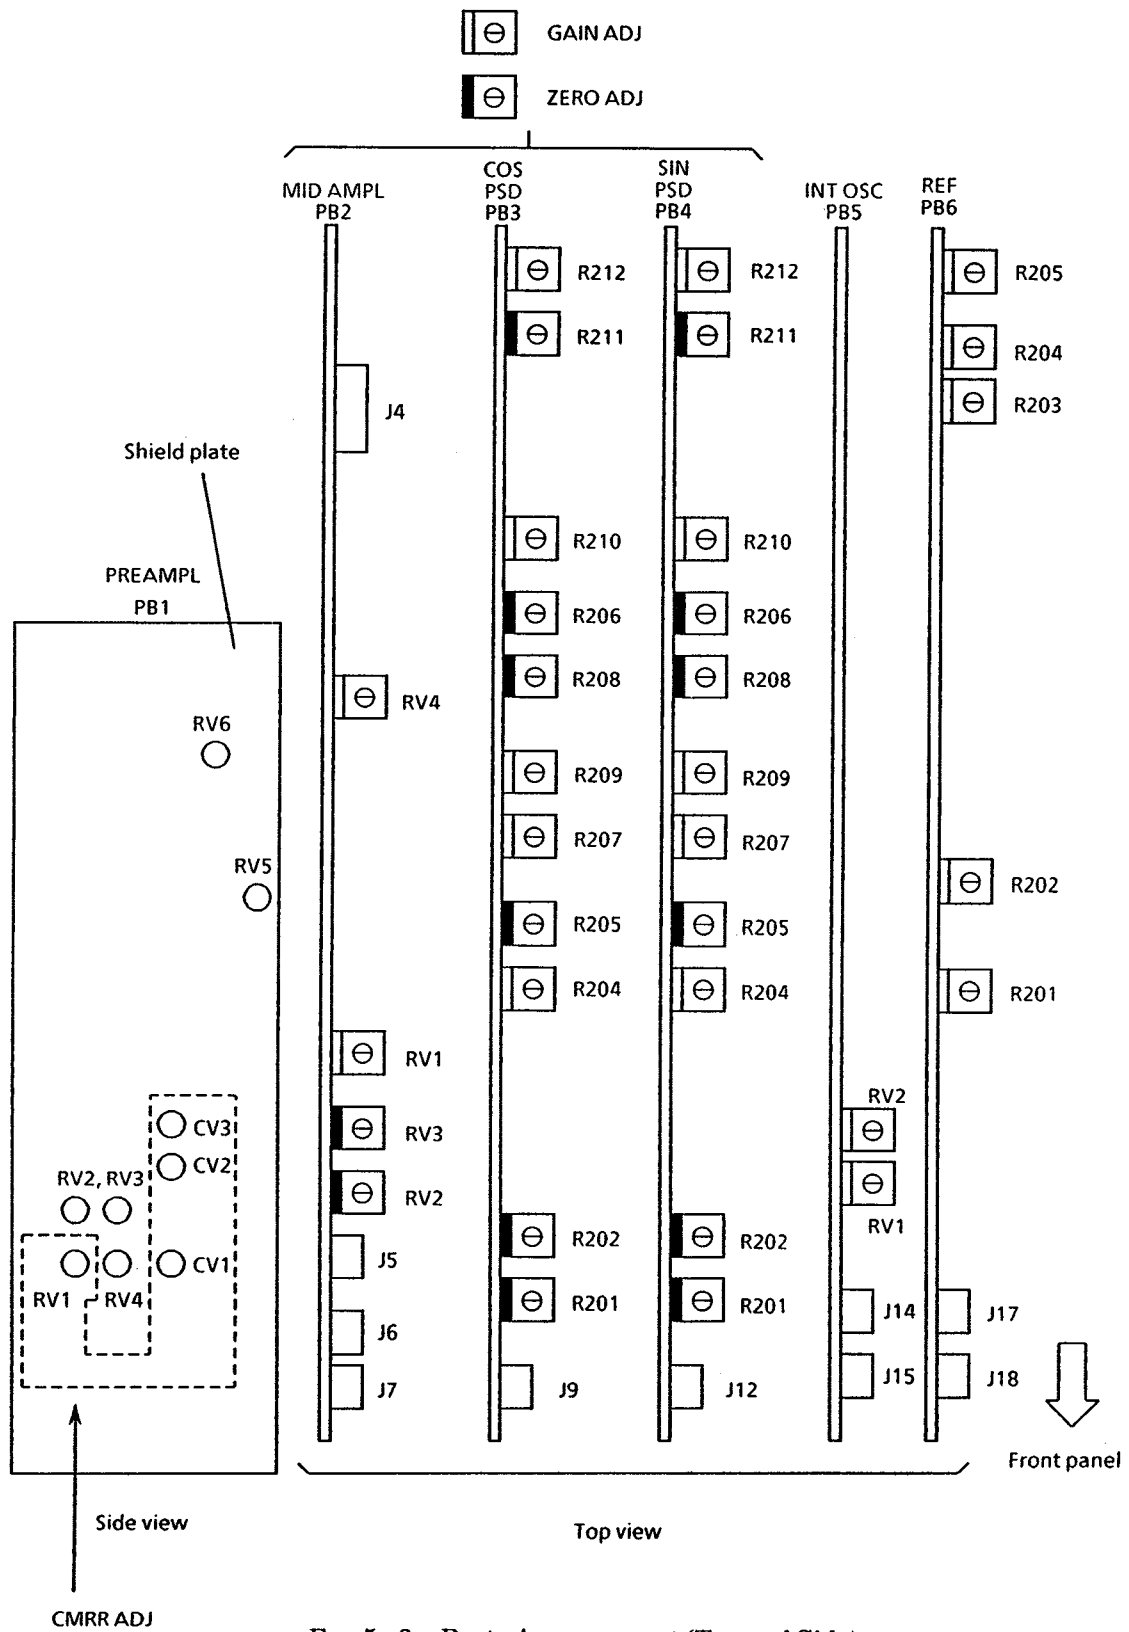 GAIN ADJ
ZERO ADJ
MID AMPL
PB2
COS
PSD
PB3
SIN
PSD
PB4
INT OSC
PB5
REF
PB6
R212
R212
R205
R211
R211
R204
R203
J4
Shield plate
R210
R210
PREAMPL
PB1
R206
R206
R208
R208
RV4
RV6
R209
R209
R207
R207
RV5
R202
R205
R205
R204
R204
R201
RV1
RV2
CV3
RV3
CV2
RV2, RV3
RV2
RV1
R202
R202
J5
CV1
RV1
RV4
R201
R201
J14
J17
J6
J7
J9
J12
J15
J18
Front panel
Side view
Top view
CMRR ADJ